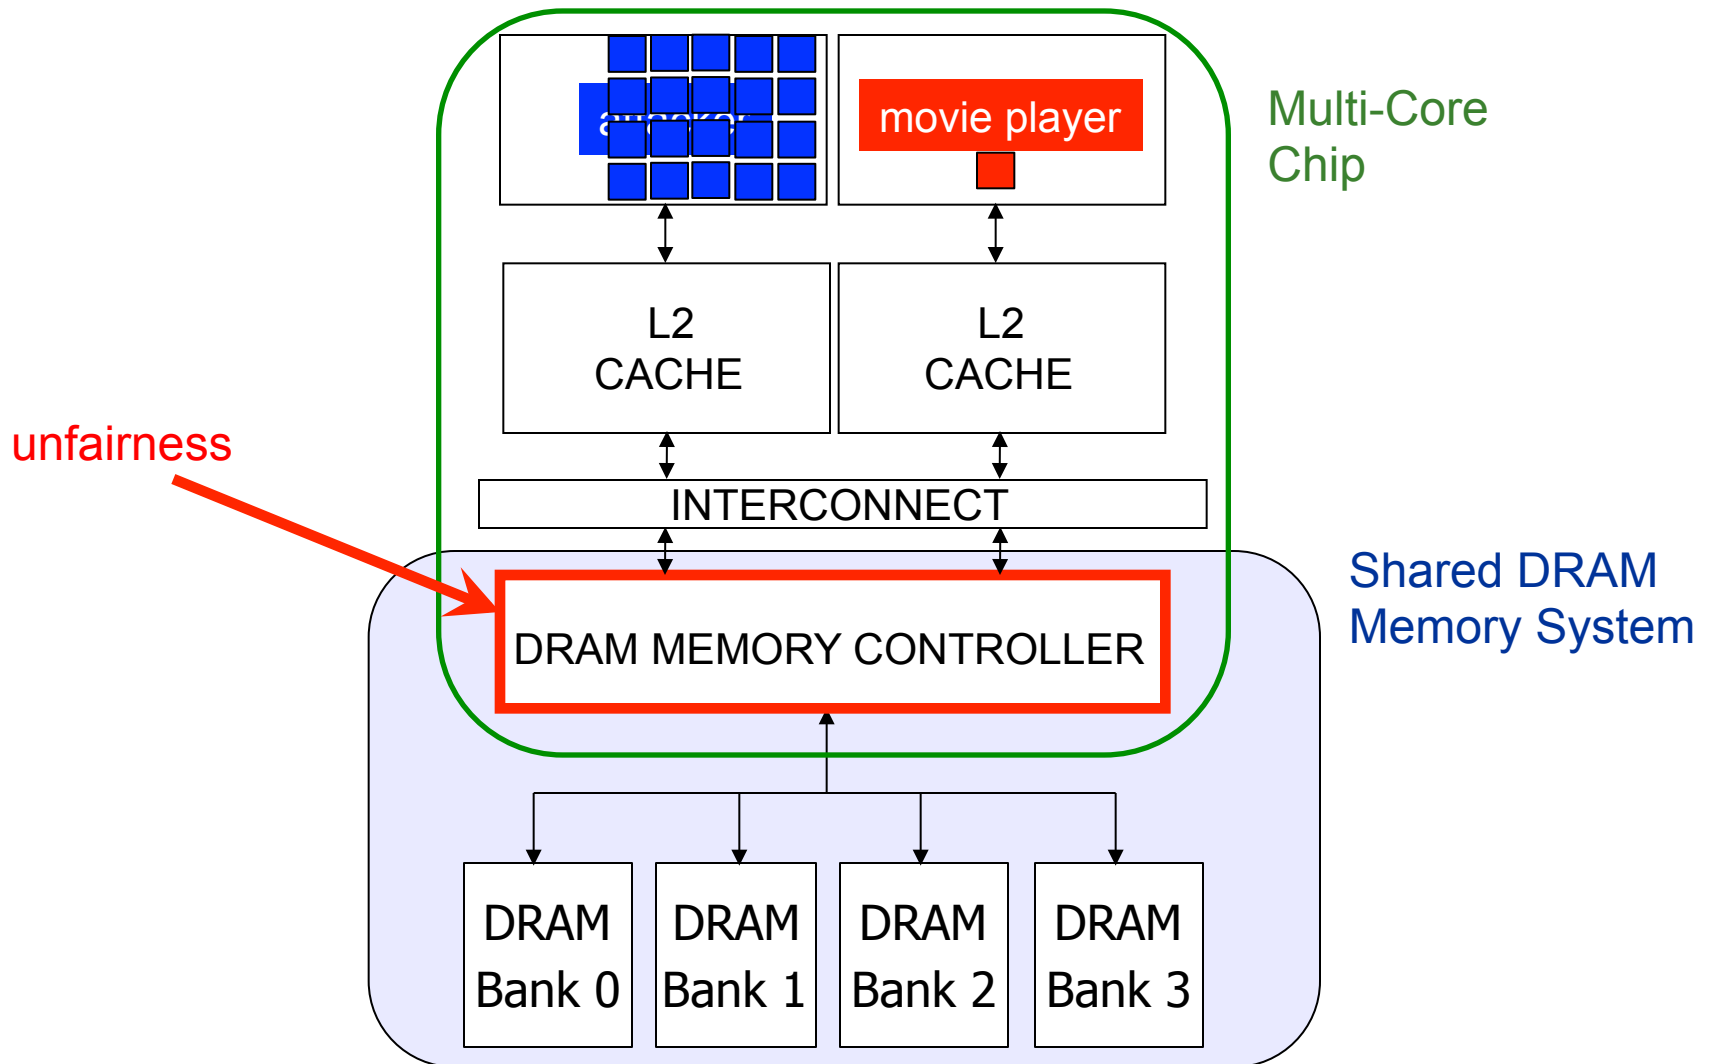 attacker
movie player
Multi-Core
Chip
L2
CACHE
L2
CACHE
unfairness
INTERCONNECT
Shared DRAM
Memory System
DRAM MEMORY CONTROLLER
DRAM
Bank 0
DRAM
Bank 1
DRAM
Bank 2
DRAM
Bank 3